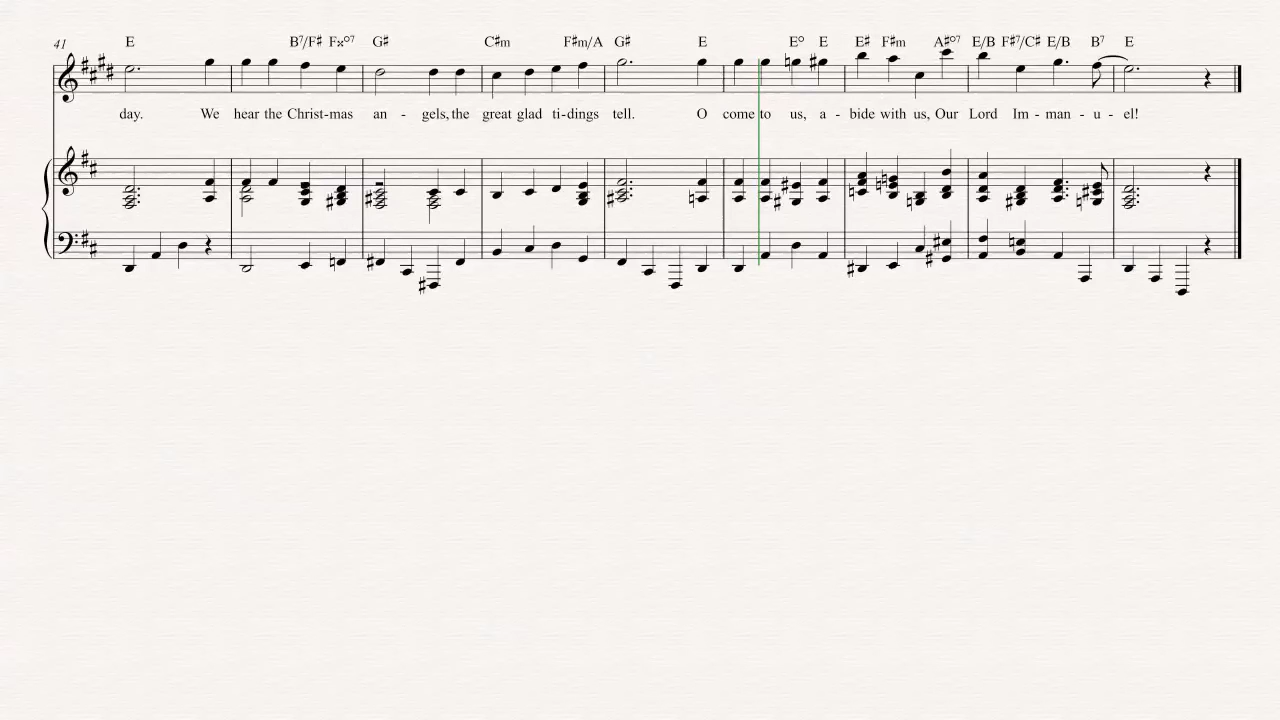 41
E B⁷/F♯ F𝄪°⁷ G♯ C♯m F♯m/A G♯ E E° E E♯ F♯m A♯°⁷ E/B F♯⁷/C♯ E/B B⁷ E
day. We hear the Christ-mas an - gels, the great glad ti-dings tell. O come to us, a - bide with us, Our Lord Im - man - u - el!